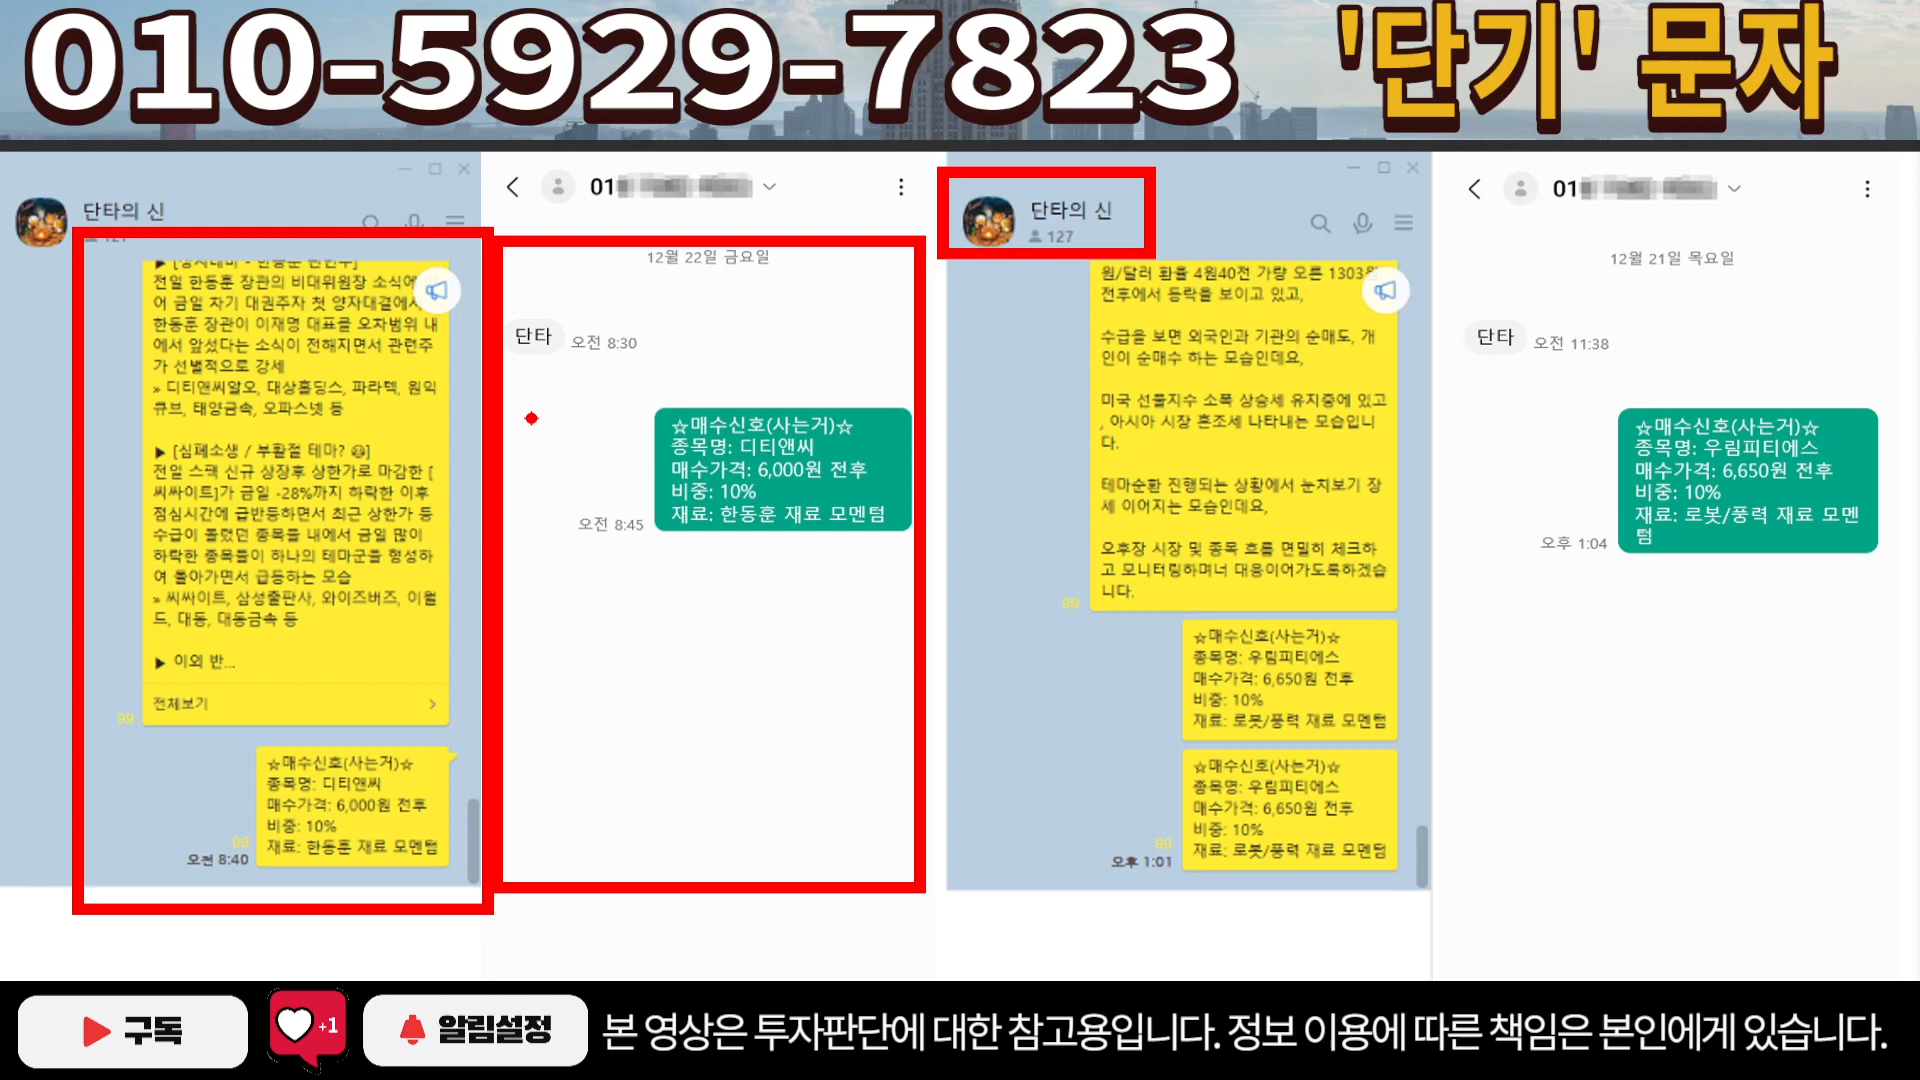 010-5929-7823 '단기' 문자
단타의 신
127
전일 한동훈 장관의 비대위원장 소식에
어 금일 차기 대권주자 첫 양자대결에서
한동훈 장관이 이재명 대표를 오차범위 내
에서 앞섰다는 소식이 전해지면서 관련주
가 선별적으로 강세
» 디티앤씨알오, 대상홀딩스, 파라텍, 원익
큐브, 태양금속, 오파스넷 등
▶ [심폐소생 / 부활절 테마? ]
전일 스팩 신규 상장후 상한가로 마감한 [
씨싸이트]가 금일 -28%까지 하락한 이후
점심시간에 급반등하면서 최근 상한가 등
수급이 몰렸던 종목들 내에서 금일 많이
하락한 종목들이 하나의 테마군을 형성하
여 돌아가면서 급등하는 모습
» 씨싸이트, 삼성출판사, 와이즈버즈, 이월
드, 대동, 대동금속 등
▶ 이외 반...
전체보기
99
☆매수신호(사는거)☆
종목명: 디티앤씨
매수가격: 6,000원 전후
비중: 10%
재료: 한동훈 재료 모멘텀
99
오전 8:40
01
12월 22일 금요일
단타 오전 8:30
☆매수신호(사는거)☆
종목명: 디티앤씨
매수가격: 6,000원 전후
비중: 10%
재료: 한동훈 재료 모멘텀
오전 8:45
단타의 신
127
원/달러 환율 4원40전 가량 오른 1303원
전후에서 등락을 보이고 있고,
수급을 보면 외국인과 기관의 순매도, 개
인이 순매수 하는 모습인데요,
미국 선물지수 소폭 상승세 유지중에 있고
, 아시아 시장 혼조세 나타내는 모습입니
다.
테마순환 진행되는 상황에서 눈치보기 장
세 이어지는 모습인데요,
오후장 시장 및 종목 흐름 면밀히 체크하
고 모니터링하며너 대응이어가도록하겠습
니다.
99
☆매수신호(사는거)☆
종목명: 우림피티에스
매수가격: 6,650원 전후
비중: 10%
재료: 로봇/풍력 재료 모멘텀
☆매수신호(사는거)☆
종목명: 우림피티에스
매수가격: 6,650원 전후
비중: 10%
재료: 로봇/풍력 재료 모멘텀
99
오후 1:01
01
12월 21일 목요일
단타 오전 11:38
☆매수신호(사는거)☆
종목명: 우림피티에스
매수가격: 6,650원 전후
비중: 10%
재료: 로봇/풍력 재료 모멘
텀
오후 1:04
구독 +1 알림설정 본 영상은 투자판단에 대한 참고용입니다. 정보 이용에 따른 책임은 본인에게 있습니다.